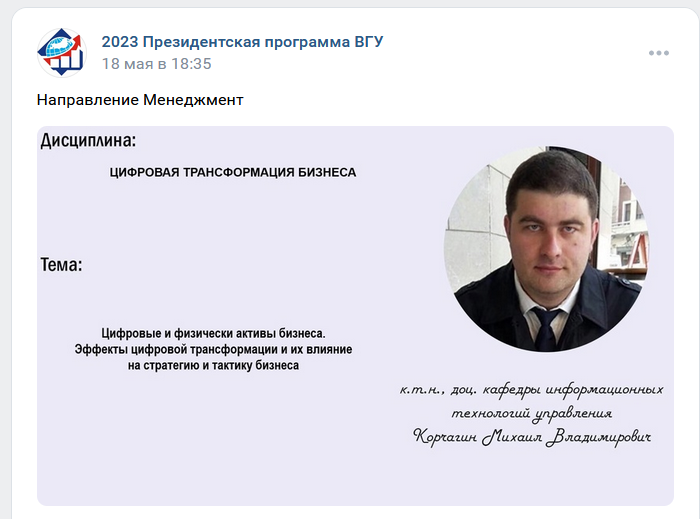 2023 Президентская программа ВГУ
18 мая в 18:35
Направление Менеджмент
Дисциплина:
ЦИФРОВАЯ ТРАНСФОРМАЦИЯ БИЗНЕСА
Тема:
Цифровые и физически активы бизнеса.
Эффекты цифровой трансформации и их влияние
на стратегию и тактику бизнеса
к.т.н., доц. кафедры информационных
технологий управления
Корчагин Михаил Владимирович